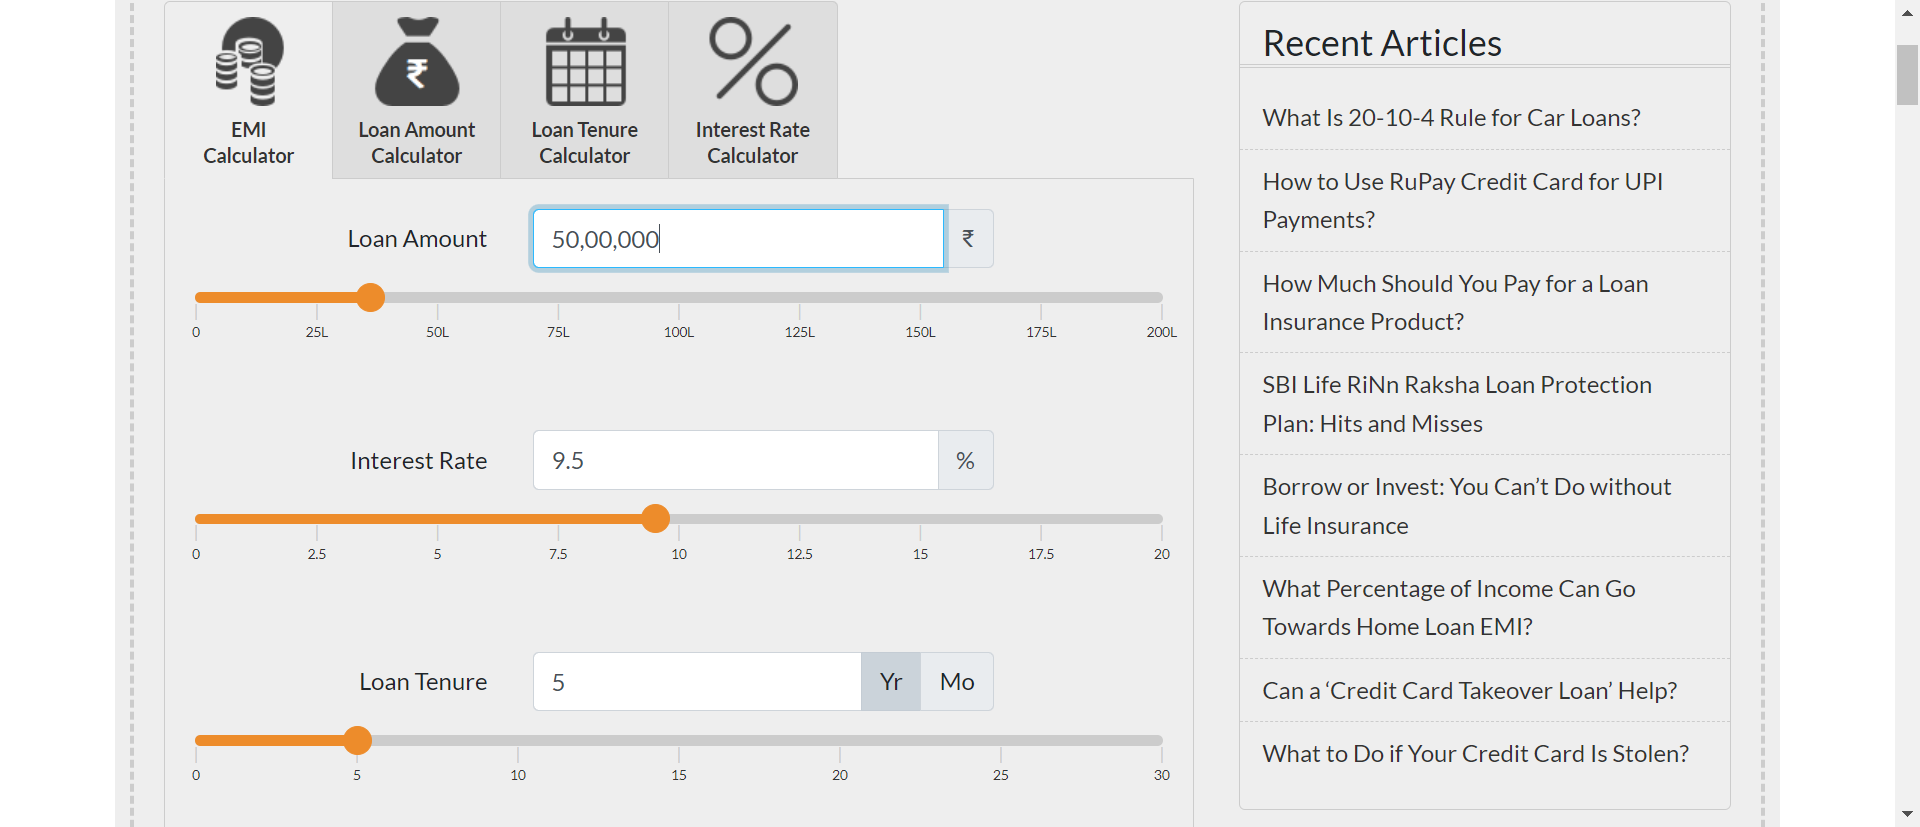 EMI
Calculator
Loan Amount
Calculator
Loan Tenure
Calculator
Interest Rate
Calculator
Loan Amount
50,00,000
₹
0 25L 50L 75L 100L 125L 150L 175L 200L
Interest Rate
9.5
%
0 2.5 5 7.5 10 12.5 15 17.5 20
Loan Tenure
5
Yr Mo
0 5 10 15 20 25 30
Recent Articles
What Is 20-10-4 Rule for Car Loans?
How to Use RuPay Credit Card for UPI
Payments?
How Much Should You Pay for a Loan
Insurance Product?
SBI Life RiNn Raksha Loan Protection
Plan: Hits and Misses
Borrow or Invest: You Can’t Do without
Life Insurance
What Percentage of Income Can Go
Towards Home Loan EMI?
Can a ‘Credit Card Takeover Loan’ Help?
What to Do if Your Credit Card Is Stolen?